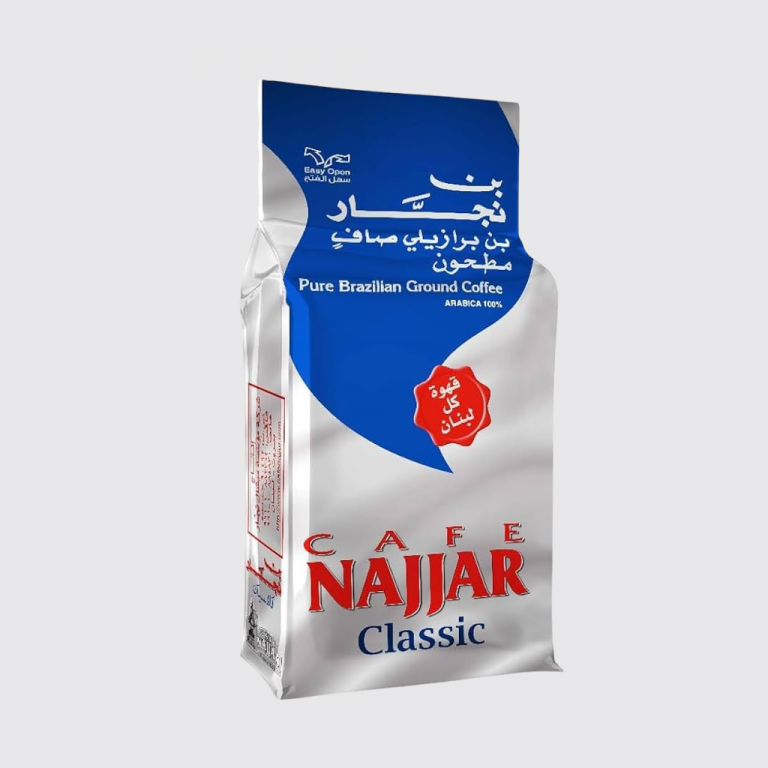 Easy Open
سهل الفتح
بن
نجَّار
بن برازيلي صافٍ
مطحون
Pure Brazilian Ground Coffee
ARABICA 100%
قهوة
كل
لبنان
CAFE
NAJJAR
Classic